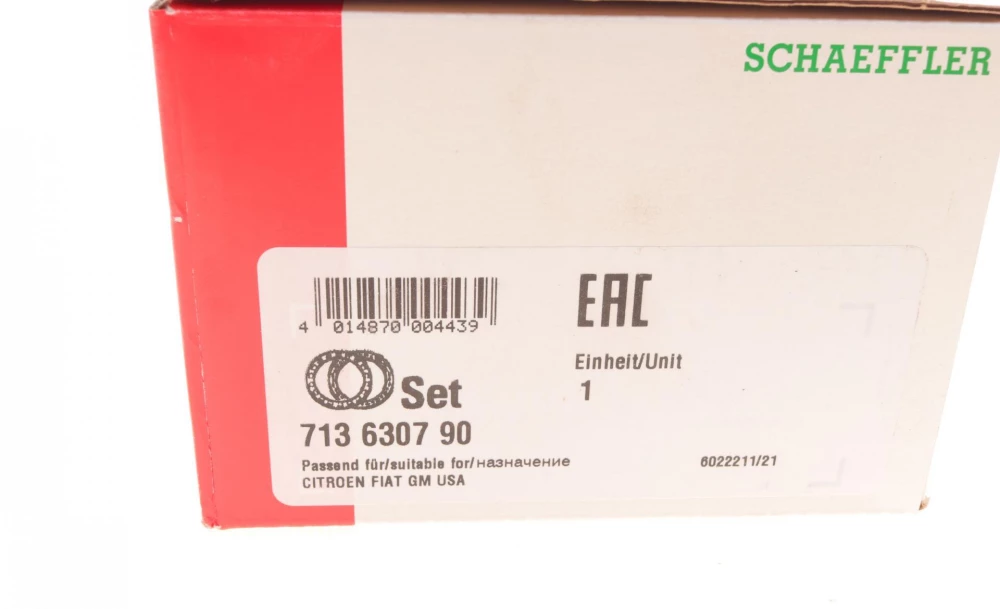 SCHAEFFLER
4 014870 004439
EAC
Einheit/Unit
1
Set
713 6307 90
Passend für/suitable for/назначение
6022211/21
CITROEN FIAT GM USA